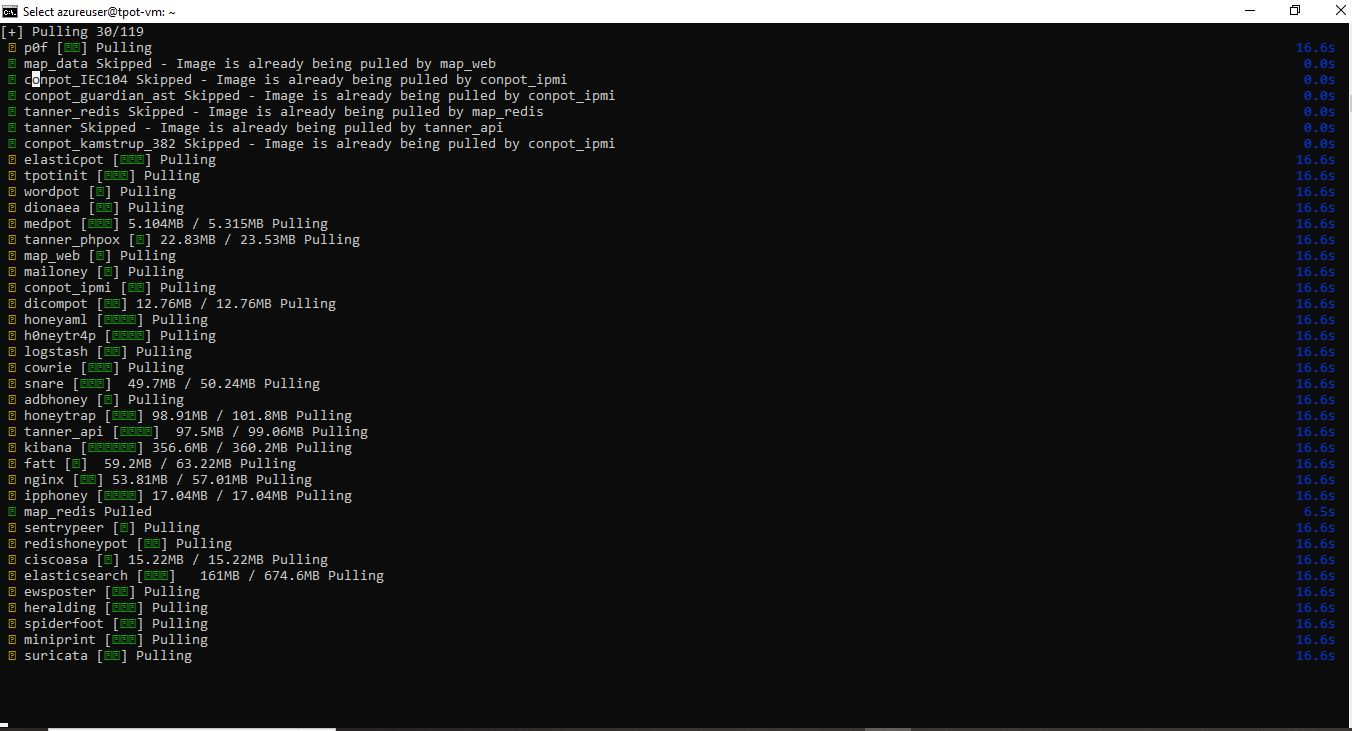 Select azureuser@tpot-vm: ~
[+] Pulling 30/119
p0f [⍰⍰] Pulling 16.6s
map_data Skipped - Image is already being pulled by map_web 0.0s
conpot_IEC104 Skipped - Image is already being pulled by conpot_ipmi 0.0s
conpot_guardian_ast Skipped - Image is already being pulled by conpot_ipmi 0.0s
tanner_redis Skipped - Image is already being pulled by map_redis 0.0s
tanner Skipped - Image is already being pulled by tanner_api 0.0s
conpot_kamstrup_382 Skipped - Image is already being pulled by conpot_ipmi 0.0s
elasticpot [⍰⍰⍰] Pulling 16.6s
tpotinit [⍰⍰⍰] Pulling 16.6s
wordpot [⍰] Pulling 16.6s
dionaea [⍰⍰] Pulling 16.6s
medpot [⍰⍰⍰] 5.104MB / 5.315MB Pulling 16.6s
tanner_phpox [⍰] 22.83MB / 23.53MB Pulling 16.6s
map_web [⍰] Pulling 16.6s
mailoney [⍰] Pulling 16.6s
conpot_ipmi [⍰⍰] Pulling 16.6s
dicompot [⍰⍰] 12.76MB / 12.76MB Pulling 16.6s
honeyaml [⍰⍰⍰⍰] Pulling 16.6s
h0neytr4p [⍰⍰⍰⍰] Pulling 16.6s
logstash [⍰⍰] Pulling 16.6s
cowrie [⍰⍰⍰] Pulling 16.6s
snare [⍰⍰⍰] 49.7MB / 50.24MB Pulling 16.6s
adbhoney [⍰] Pulling 16.6s
honeytrap [⍰⍰⍰] 98.91MB / 101.8MB Pulling 16.6s
tanner_api [⍰⍰⍰⍰] 97.5MB / 99.06MB Pulling 16.6s
kibana [⍰⍰⍰⍰⍰⍰] 356.6MB / 360.2MB Pulling 16.6s
fatt [⍰] 59.2MB / 63.22MB Pulling 16.6s
nginx [⍰⍰] 53.81MB / 57.01MB Pulling 16.6s
ipphoney [⍰⍰⍰⍰] 17.04MB / 17.04MB Pulling 16.6s
map_redis Pulled 6.5s
sentrypeer [⍰] Pulling 16.6s
redishoneypot [⍰⍰] Pulling 16.6s
ciscoasa [⍰] 15.22MB / 15.22MB Pulling 16.6s
elasticsearch [⍰⍰⍰] 161MB / 674.6MB Pulling 16.6s
ewsposter [⍰⍰] Pulling 16.6s
heralding [⍰⍰⍰] Pulling 16.6s
spiderfoot [⍰⍰] Pulling 16.6s
miniprint [⍰⍰⍰] Pulling 16.6s
suricata [⍰⍰] Pulling 16.6s